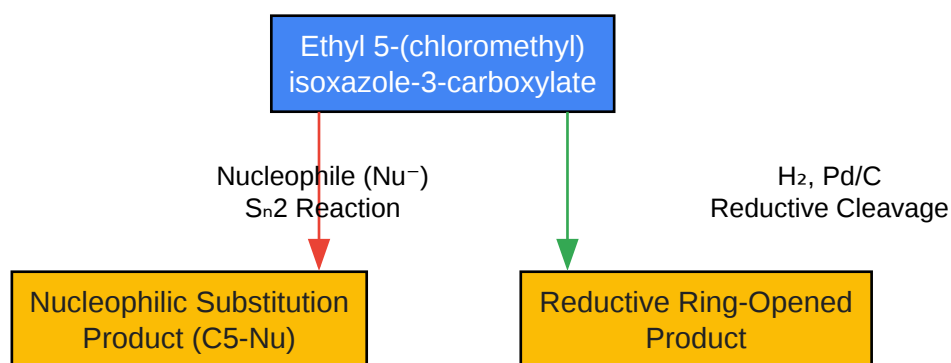 Ethyl 5-(chloromethyl)
isoxazole-3-carboxylate
Nucleophile (Nu⁻)
Sₙ2 Reaction
H₂, Pd/C
Reductive Cleavage
Nucleophilic Substitution
Product (C5-Nu)
Reductive Ring-Opened
Product